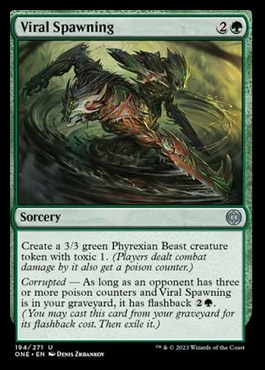 Viral Spawning 2
Sorcery
Create a 3/3 green Phyrexian Beast creature
token with toxic 1. (Players dealt combat
damage by it also get a poison counter.)
Corrupted — As long as an opponent has
three or more poison counters and Viral Spawning
is in your graveyard, it has flashback 2.
(You may cast this card from your graveyard for
its flashback cost. Then exile it.)
194/271 U
ONE • EN Denis Zhbankov
™ & © 2023 Wizards of the Coast